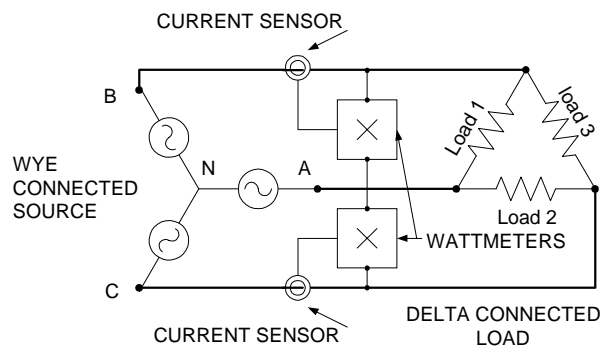 CURRENT SENSOR
B
WYE
CONNECTED
SOURCE
N
A
Load 1
load 3
Load 2
WATTMETERS
C
DELTA CONNECTED
LOAD
CURRENT SENSOR